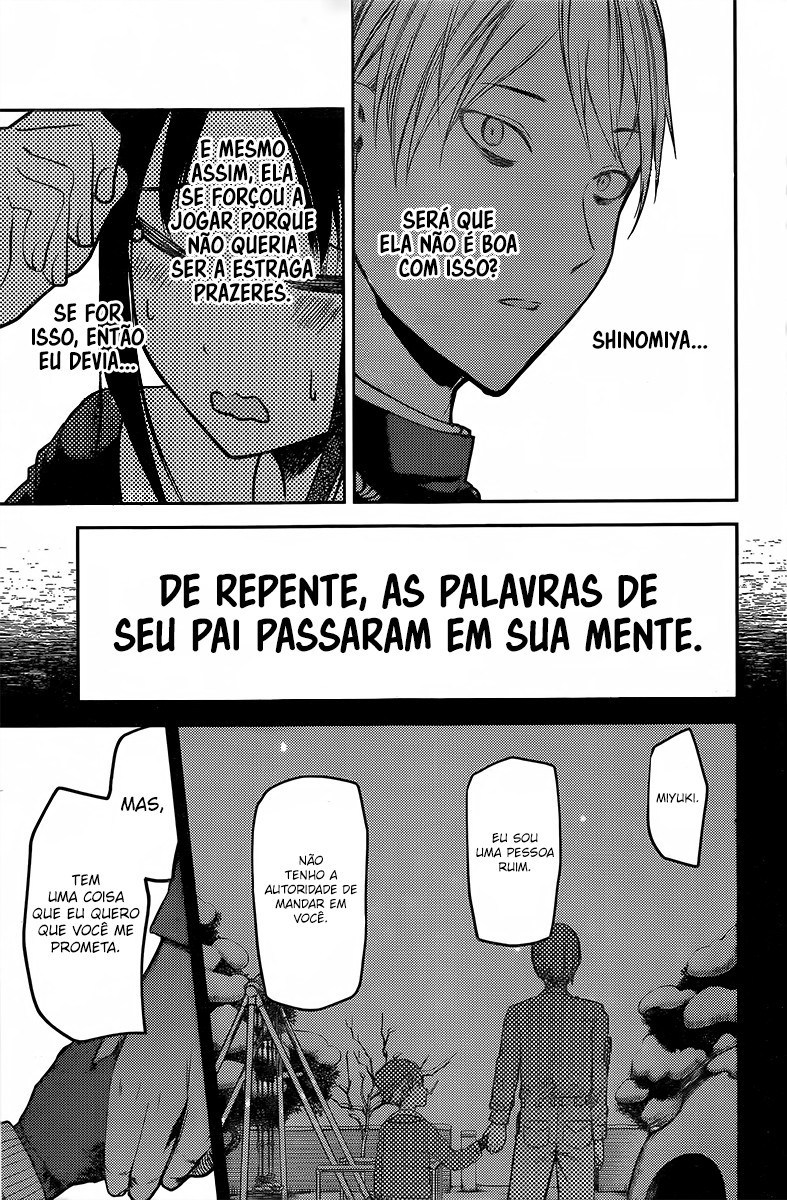 SHINOMIYA...
SERÁ QUE
ELA NÃO É BOA
COM ISSO?
E MESMO
ASSIM, ELA
SE FORÇOU A
JOGAR PORQUE
NÃO QUERIA
SER A ESTRAGA
PRAZERES.
SE FOR
ISSO, ENTÃO
EU DEVIA...
DE REPENTE, AS PALAVRAS DE
SEU PAI PASSARAM EM SUA MENTE.
MIYUKI.
EU SOU
UMA PESSOA
RUIM.
NÃO
TENHO A
AUTORIDADE DE
MANDAR EM
VOCÊ.
MAS,
TEM
UMA COISA
QUE EU QUERO
QUE VOCÊ ME
PROMETA.